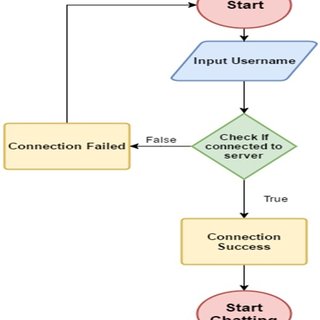 Start
Input Username
Check If
connected to
server
False
Connection Failed
True
Connection
Success
Start
Chatting